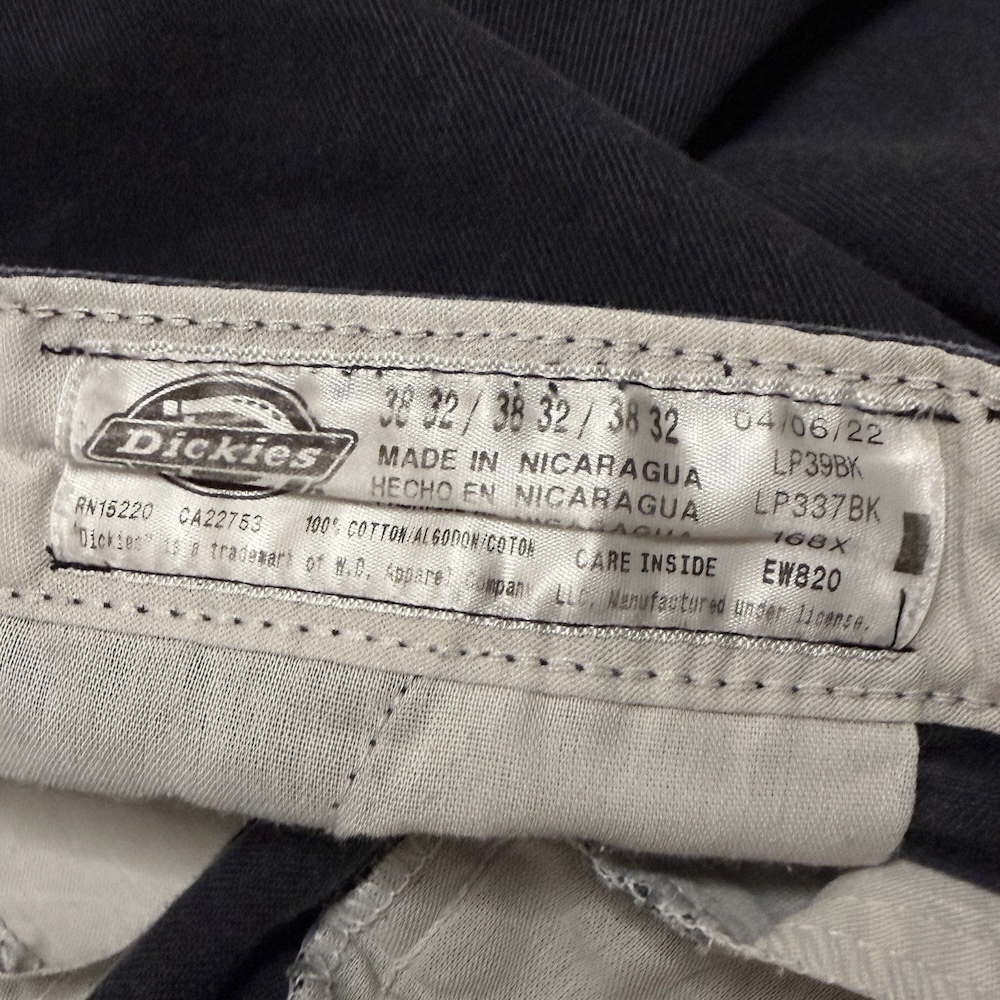 Dickies
38 32 / 38 32 / 38 32 04/06/22
MADE IN NICARAGUA LP39BK
HECHO EN NICARAGUA LP337BK
RN15220 CA22753 100% COTTON/ALGODON/COTON 168X
CARE INSIDE EW820
"Dickies" is a trademark of W.D. Apparel Company LLC. Manufactured under license.